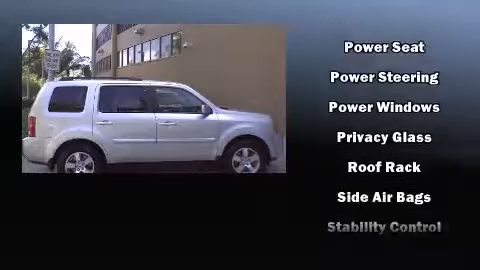 Power Seat
Power Steering
Power Windows
Privacy Glass
Roof Rack
Side Air Bags
Stability Control